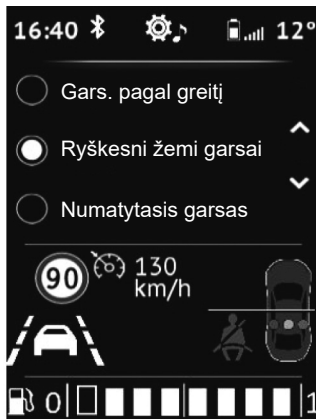 16:40 12°
Gars. pagal greitį
Ryškesni žemi garsai
Numatytasis garsas
90 130
km/h
0 1